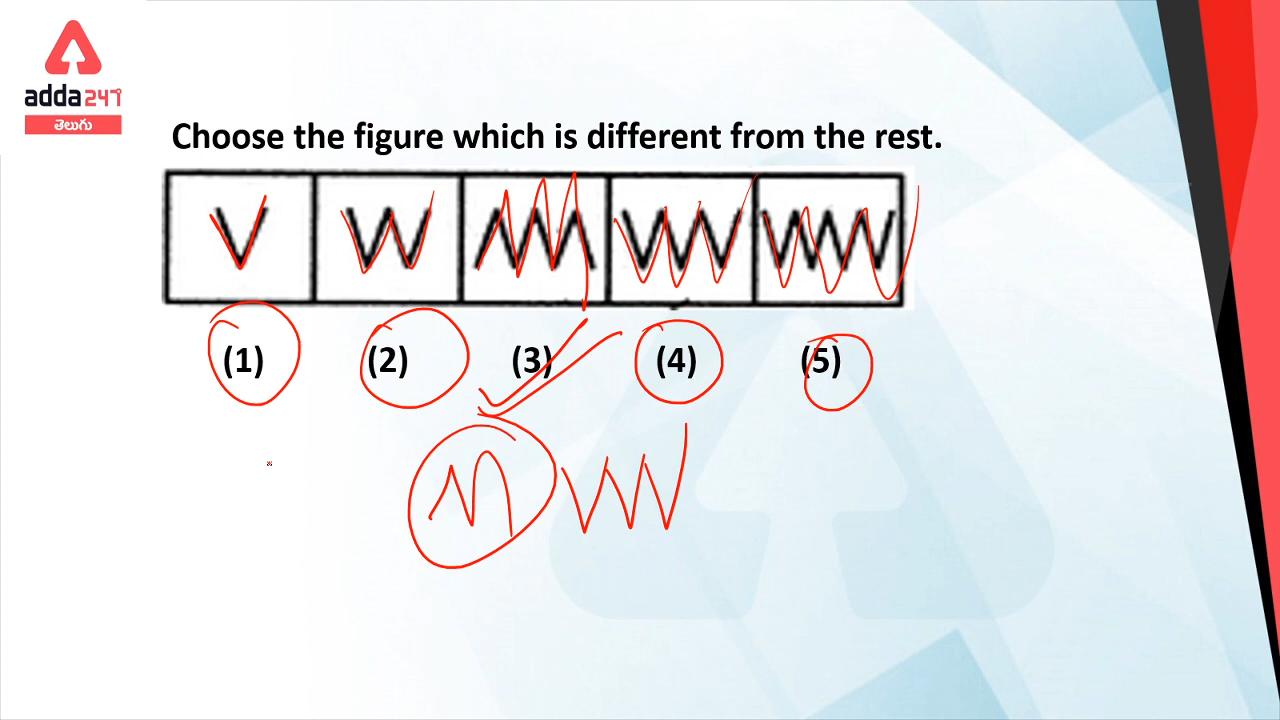 adda247
తెలుగు
Choose the figure which is different from the rest.
(1) (2) (3) (4) (5)